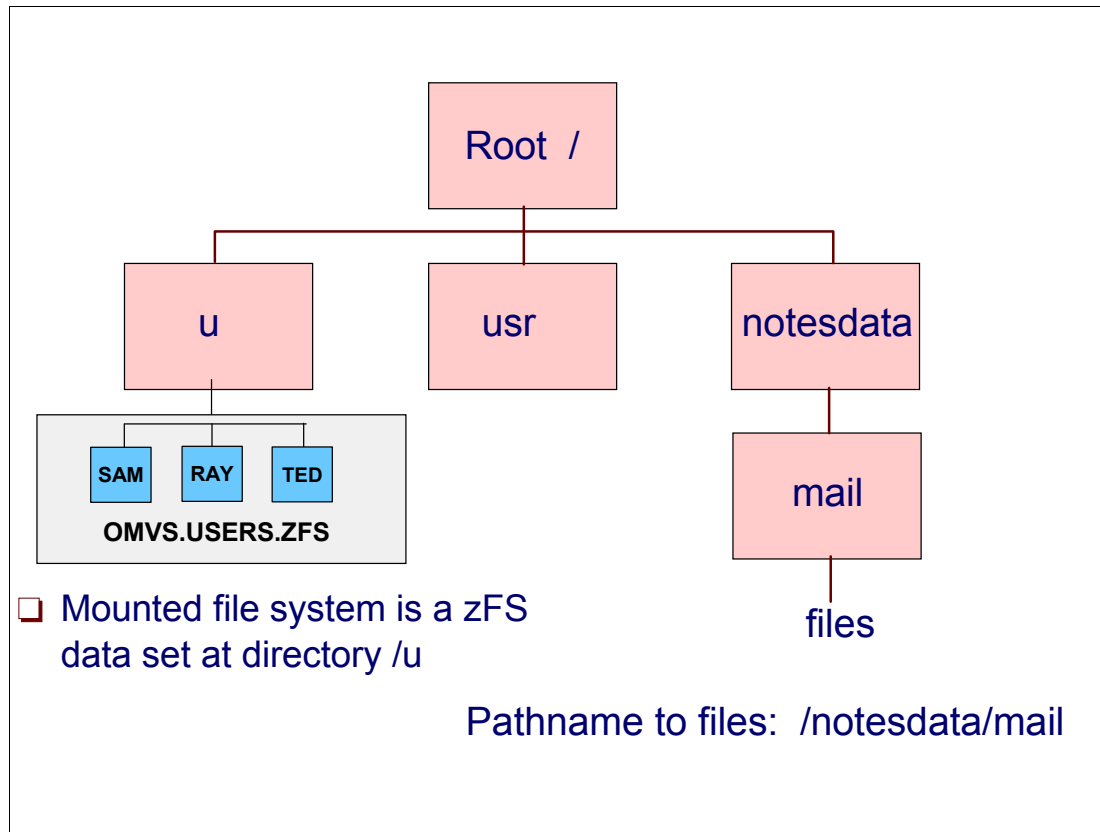 Root /
u
usr
notesdata
SAM
RAY
TED
OMVS.USERS.ZFS
mail
files
Mounted file system is a zFS
data set at directory /u
Pathname to files: /notesdata/mail